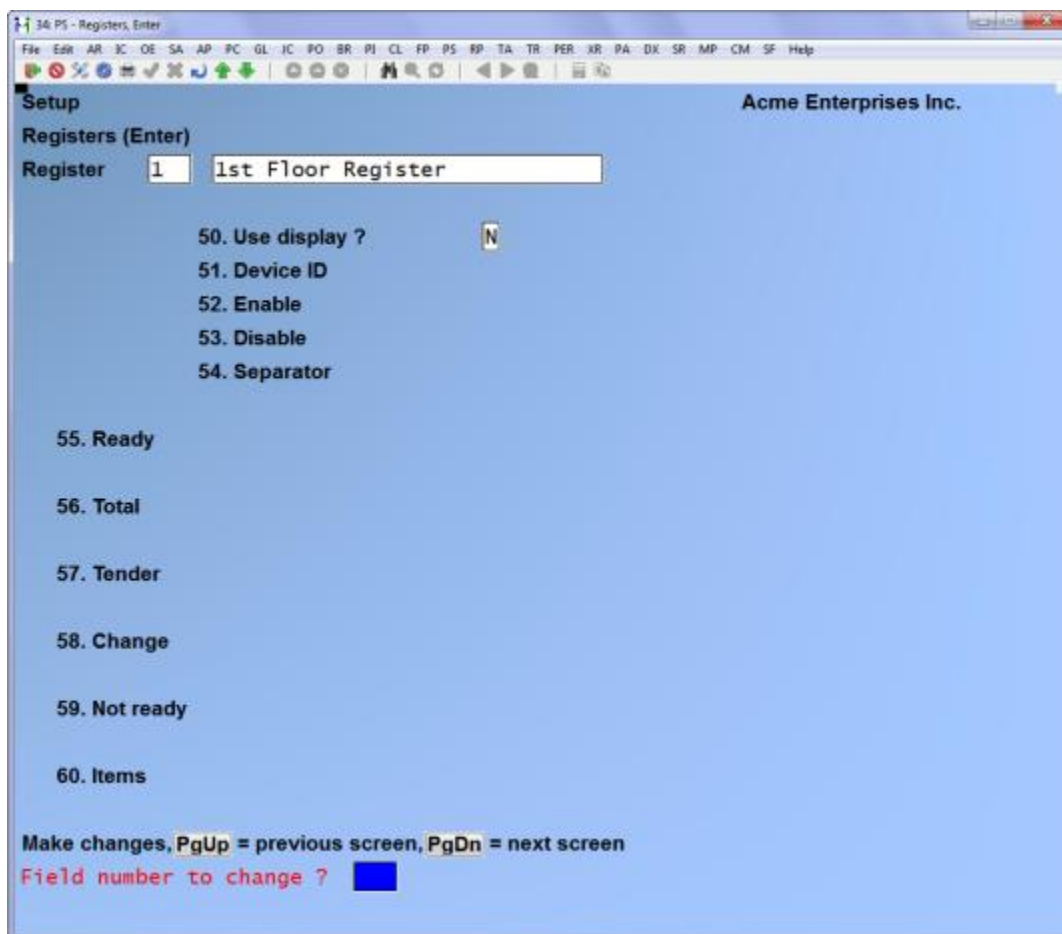 34: PS - Registers, Enter
File Edit AR IC OE SA AP PC GL IC PO BR PJ CL FP PS RP TA TR PER XR PA DX SR MP CM SF Help
Setup Acme Enterprises Inc.
Registers (Enter)
Register 1 1st Floor Register
50. Use display ? N
51. Device ID
52. Enable
53. Disable
54. Separator
55. Ready
56. Total
57. Tender
58. Change
59. Not ready
60. Items
Make changes, PgUp = previous screen, PgDn = next screen
Field number to change ?